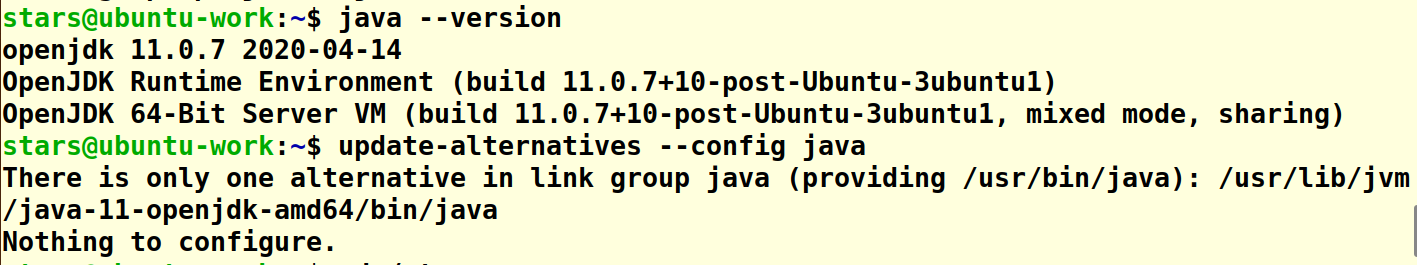 stars@ubuntu-work:~$ java --version
openjdk 11.0.7 2020-04-14
OpenJDK Runtime Environment (build 11.0.7+10-post-Ubuntu-3ubuntu1)
OpenJDK 64-Bit Server VM (build 11.0.7+10-post-Ubuntu-3ubuntu1, mixed mode, sharing)
stars@ubuntu-work:~$ update-alternatives --config java
There is only one alternative in link group java (providing /usr/bin/java): /usr/lib/jvm
/java-11-openjdk-amd64/bin/java
Nothing to configure.